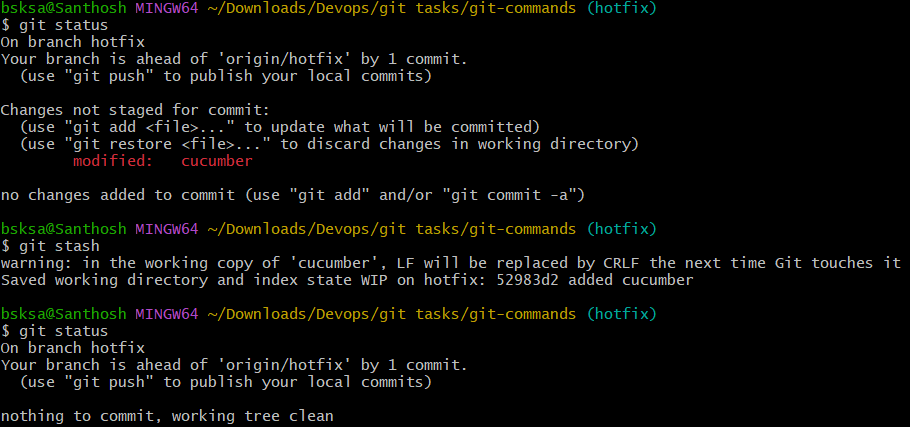 bsksa@Santhosh MINGW64 ~/Downloads/Devops/git tasks/git-commands (hotfix)
$ git status
On branch hotfix
Your branch is ahead of 'origin/hotfix' by 1 commit.
  (use "git push" to publish your local commits)

Changes not staged for commit:
  (use "git add <file>..." to update what will be committed)
  (use "git restore <file>..." to discard changes in working directory)
        modified:   cucumber

no changes added to commit (use "git add" and/or "git commit -a")

bsksa@Santhosh MINGW64 ~/Downloads/Devops/git tasks/git-commands (hotfix)
$ git stash
warning: in the working copy of 'cucumber', LF will be replaced by CRLF the next time Git touches it
Saved working directory and index state WIP on hotfix: 52983d2 added cucumber

bsksa@Santhosh MINGW64 ~/Downloads/Devops/git tasks/git-commands (hotfix)
$ git status
On branch hotfix
Your branch is ahead of 'origin/hotfix' by 1 commit.
  (use "git push" to publish your local commits)

nothing to commit, working tree clean